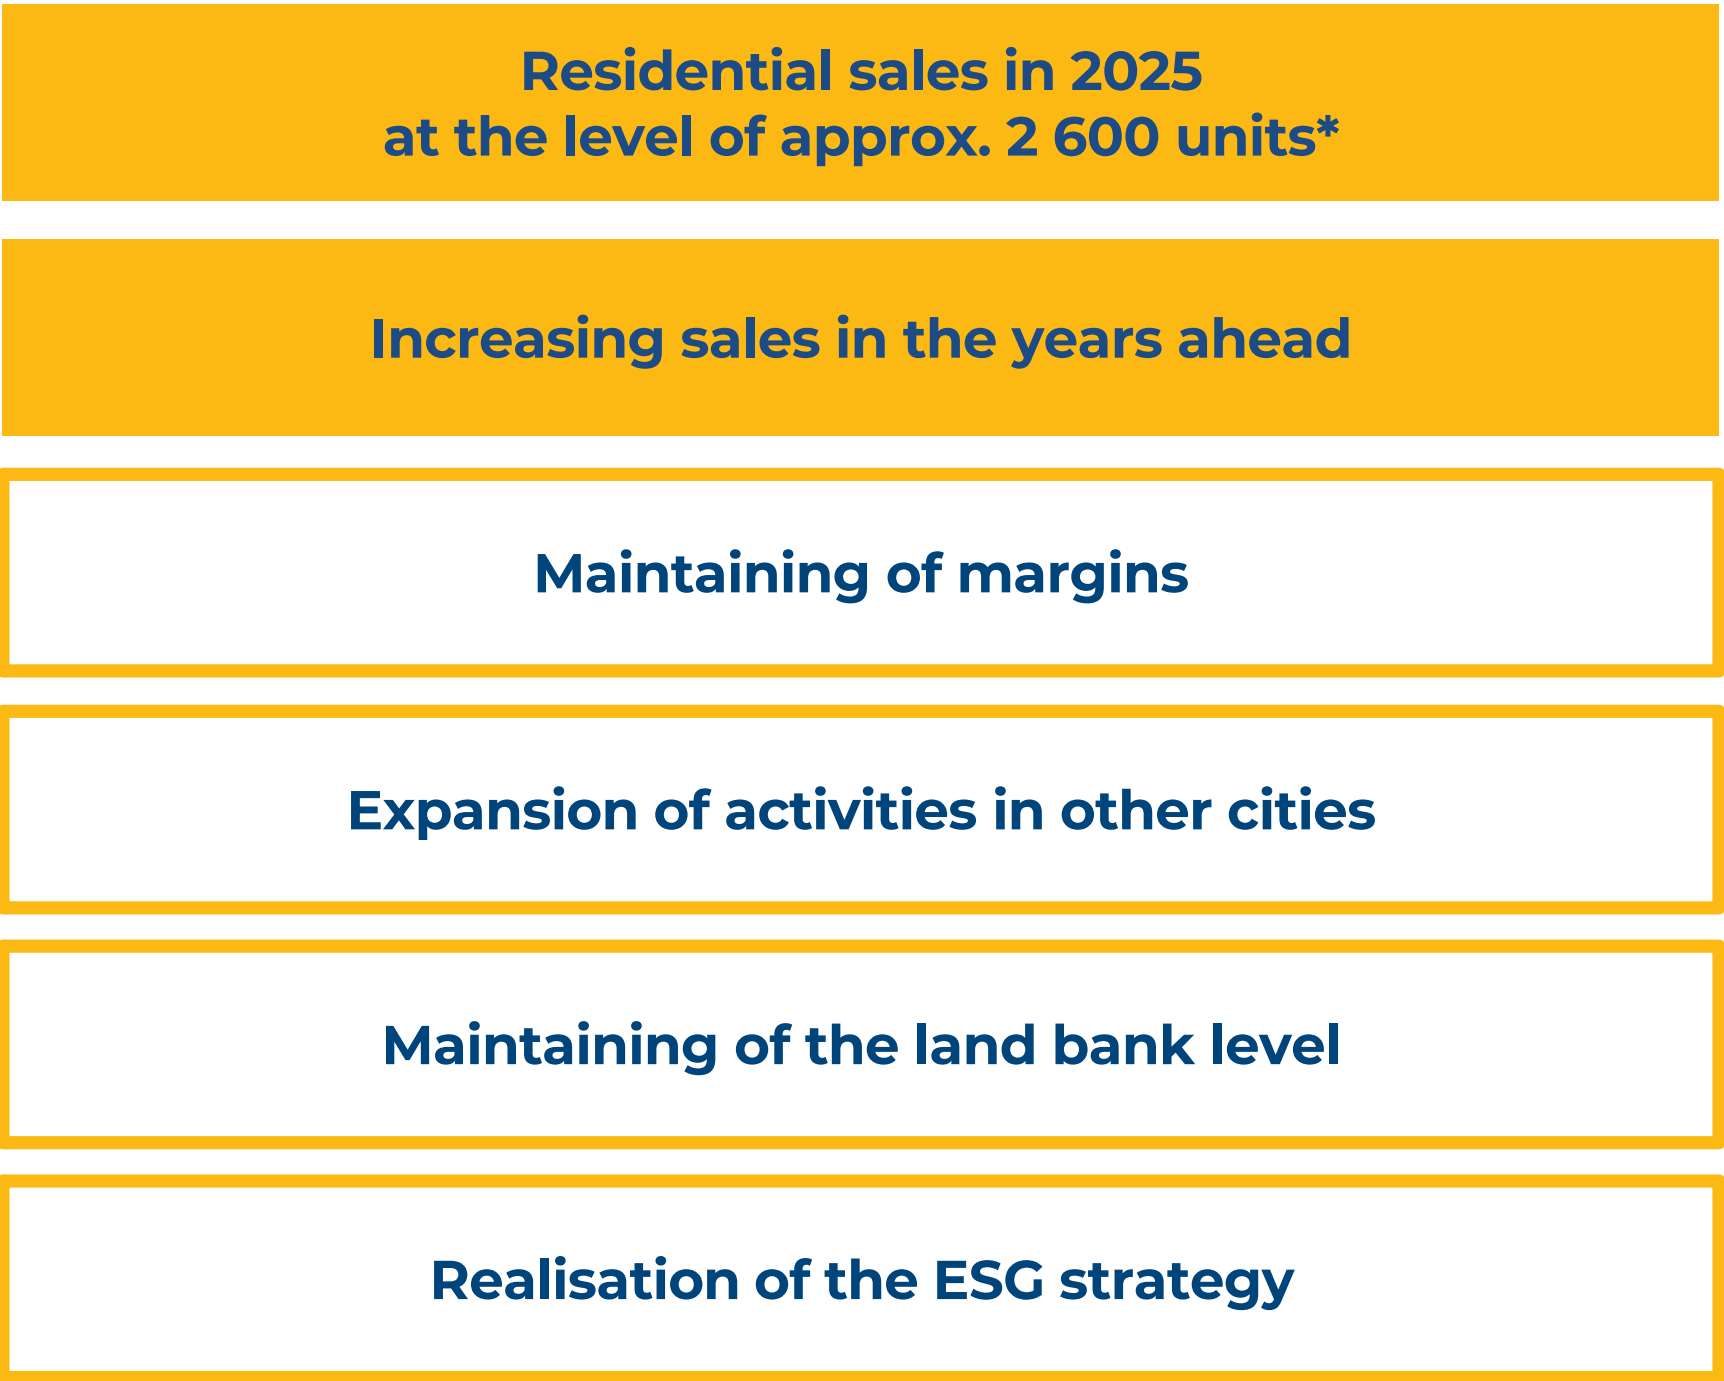 Residential sales in 2025
at the level of approx. 2 600 units*
Increasing sales in the years ahead
Maintaining of margins
Expansion of activities in other cities
Maintaining of the land bank level
Realisation of the ESG strategy